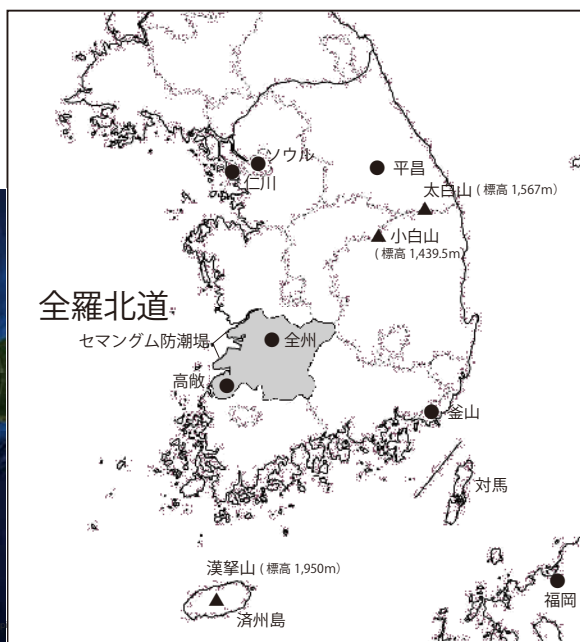 ソウル
仁川
平昌
太白山 ( 標高 1,567m )
小白山
( 標高 1,439.5m)
全羅北道
セマングム防潮堤
全州
高敞
釜山
対馬
漢拏山 ( 標高 1,950m）
済州島
福岡